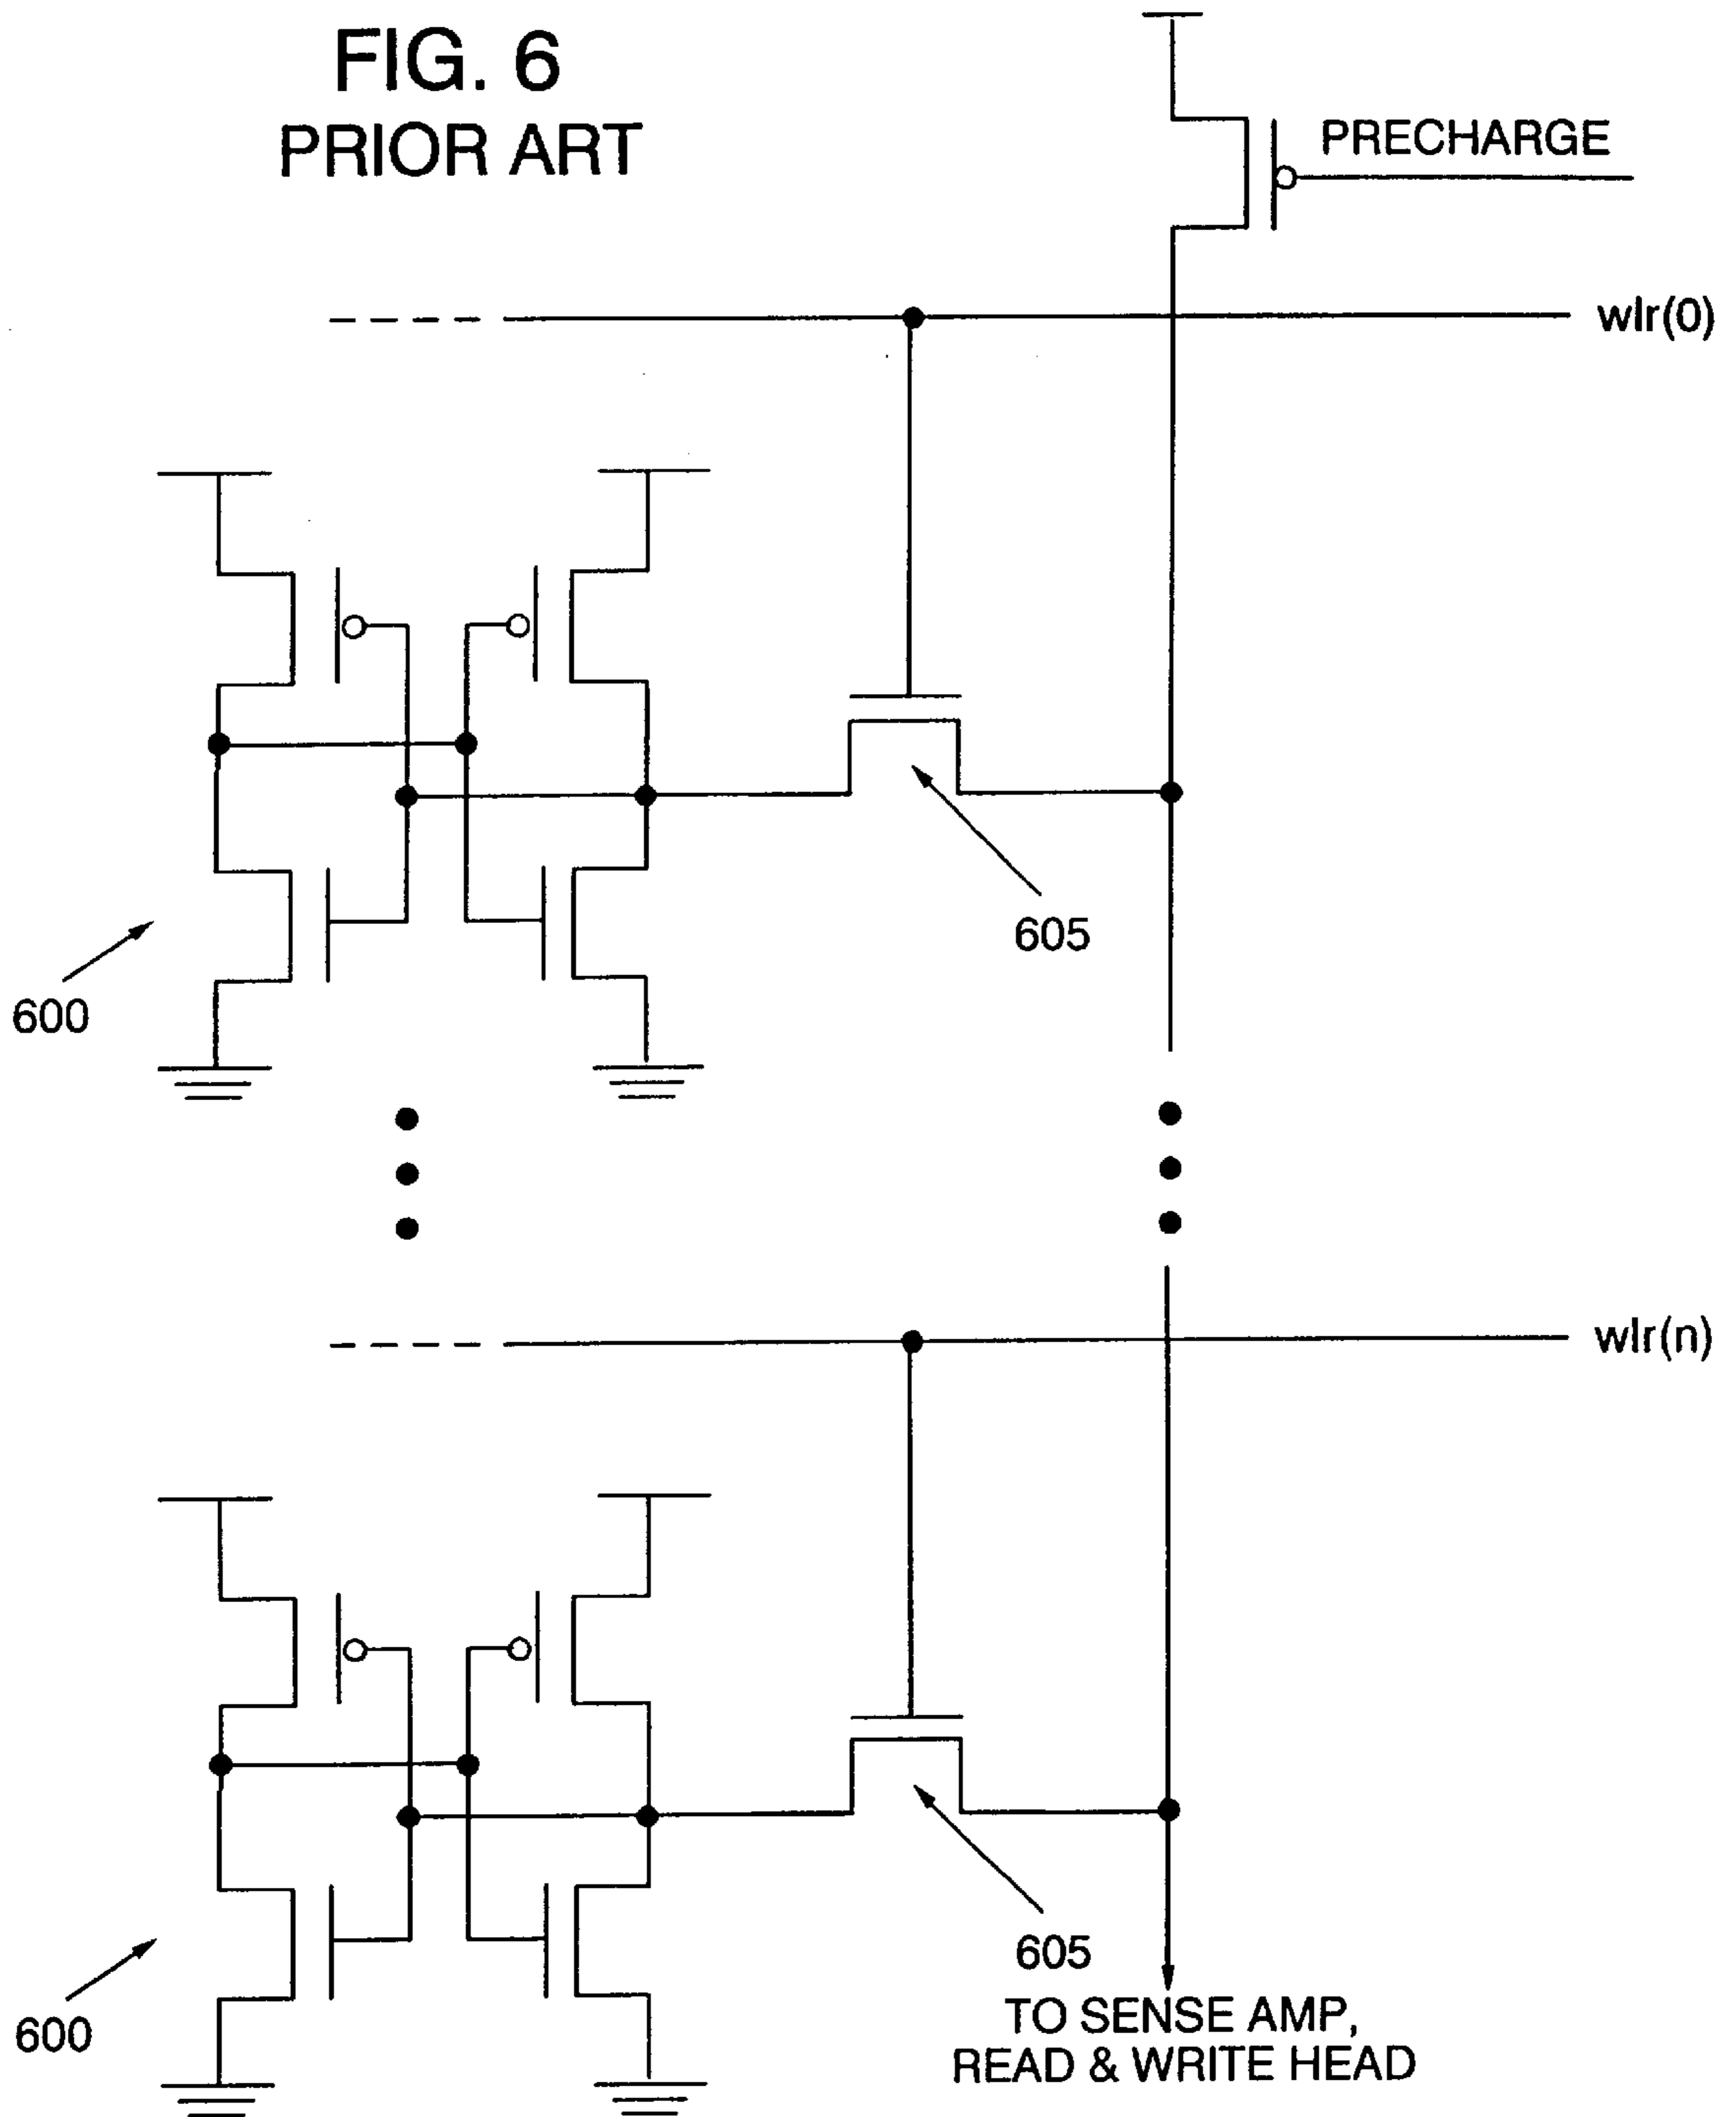 FIG. 6
PRIOR ART
PRECHARGE
wlr(0)
605
600
wlr(n)
605
600
TO SENSE AMP,
READ & WRITE HEAD